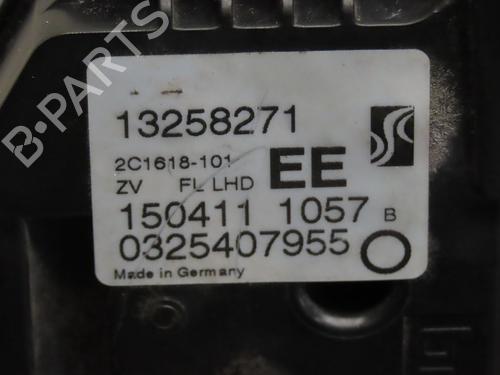 B-PARTS
13258271
2C1618-101
ZV FL LHD EE
150411 1057 B
0325407955
Made in Germany